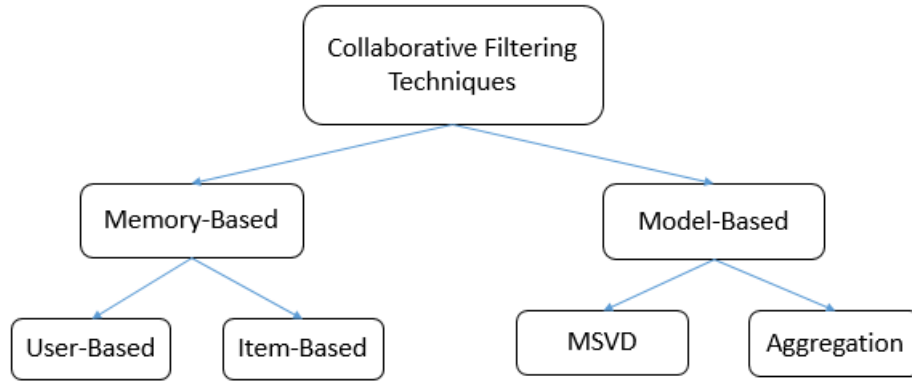 Collaborative Filtering
Techniques
Memory-Based
Model-Based
User-Based
Item-Based
MSVD
Aggregation